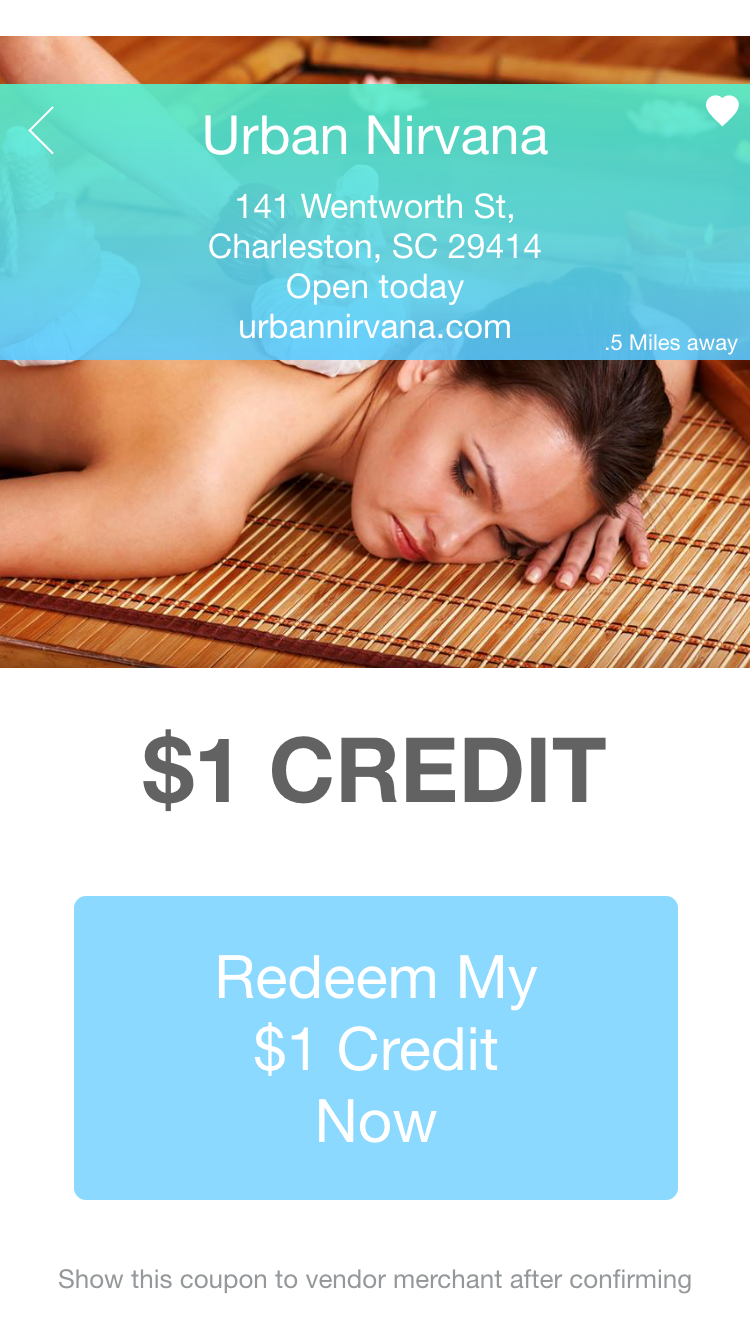 Urban Nirvana
141 Wentworth St,
Charleston, SC 29414
Open today
urbannirvana.com
.5 Miles away
$1 CREDIT
Redeem My
$1 Credit
Now
Show this coupon to vendor merchant after confirming